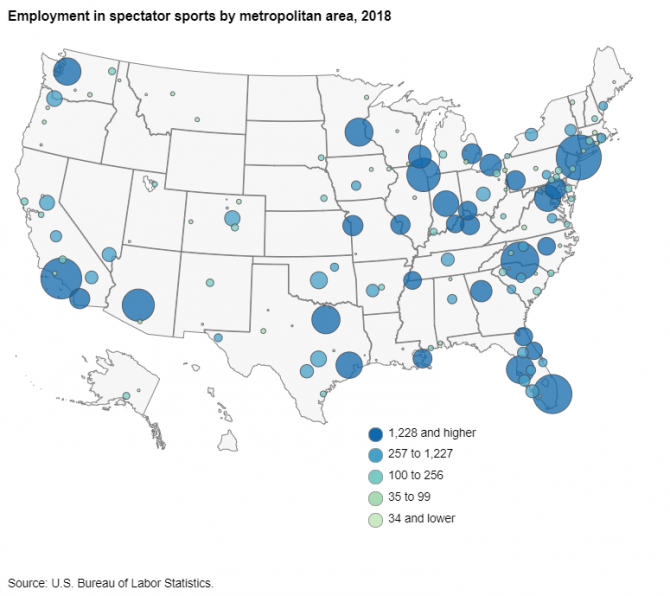 Employment in spectator sports by metropolitan area, 2018
1,228 and higher
257 to 1,227
100 to 256
35 to 99
34 and lower
Source: U.S. Bureau of Labor Statistics.